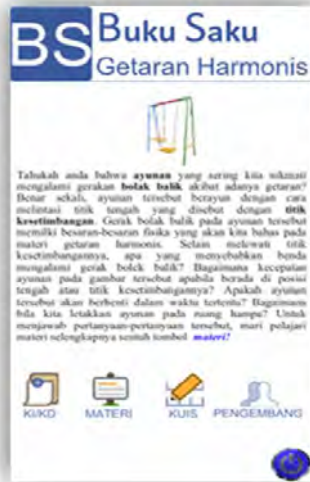 BS Buku Saku
Getaran Harmonis
Tahukah anda bahwa ayunan yang sering kita nikmati
mengalami gerakan bolak balik akibat adanya getaran?
Benar sekali, ayunan tersebut berayun dengan cara
melintasi titik tengah yang disebut dengan titik
kesetimbangan. Gerak bolak balik pada ayunan tersebut
memilki besaran-besaran fisika yang akan kita bahas pada
materi getaran harmonis. Selain melewati titik
kesetimbangannya, apa yang menyebabkan benda
mengalami gerak bolek balik? Bagaimana kecepatan
ayunan pada gambar tersebut apabila berada di posisi
tengah atau titik kesetimbangannya? Apakah ayunan
tersebut akan berhenti dalam waktu tertentu? Bagaimana
bila kita letakkan ayunan pada ruang hampa? Untuk
menjawab pertanyaan-pertanyaan tersebut, mari pelajari
materi selengkapnya sentuh tombol materi!
KI/KD MATERI KUIS PENGEMBANG